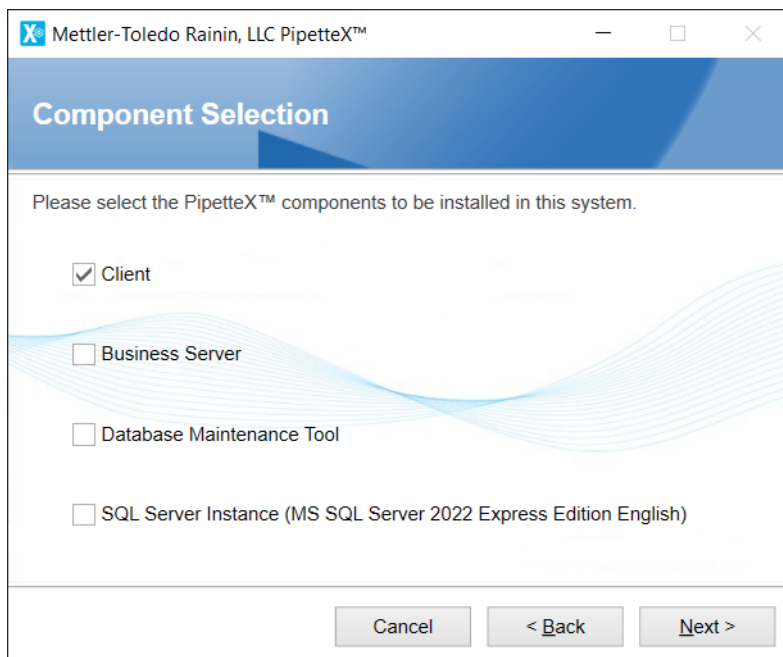 Mettler-Toledo Rainin, LLC PipetteX™
Component Selection
Please select the PipetteX™ components to be installed in this system.
Client
Business Server
Database Maintenance Tool
SQL Server Instance (MS SQL Server 2022 Express Edition English)
Cancel < Back Next >